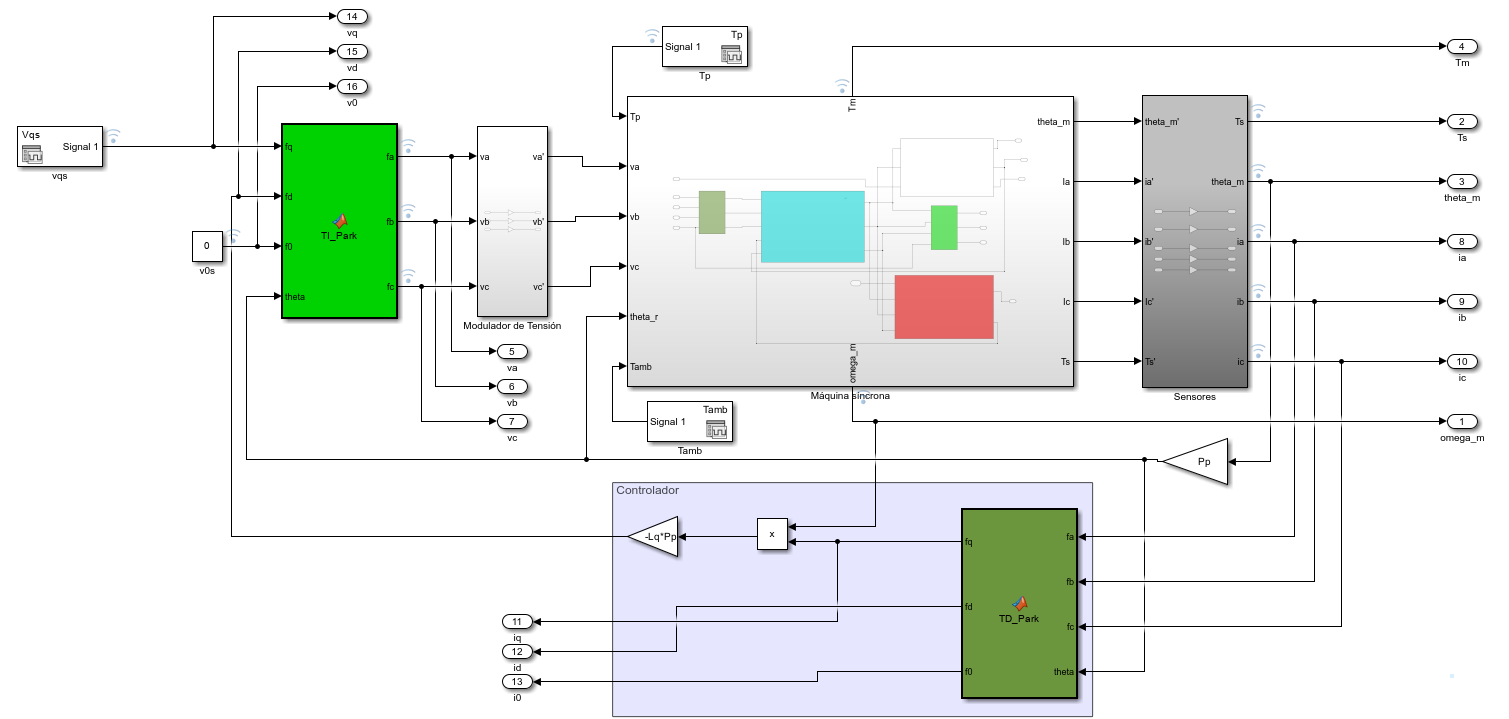 14
vq
15
vd
16
v0
Vqs
Signal 1
vqs
0
v0s
fq
fd
f0
theta
TI_Park
fa
fb
fc
va
vb
vc
va'
vb'
vc'
Modulador de Tensión
5
va
6
vb
7
vc
Tp
Signal 1
Tp
Tp
va
vb
vc
theta_r
Tamb
Tm
omega_m
theta_m
Ia
Ib
Ic
Ts
Máquina síncrona
Tamb
Signal 1
Tamb
theta_m'
ia'
ib'
Ic'
Ts'
Ts
theta_m
ia
ib
ic
Sensores
4
Tm
2
Ts
3
theta_m
8
ia
9
ib
10
ic
1
omega_m
Pp
Controlador
-Lq*Pp
x
fq
fd
f0
TD_Park
fa
fb
fc
theta
11
iq
12
id
13
i0